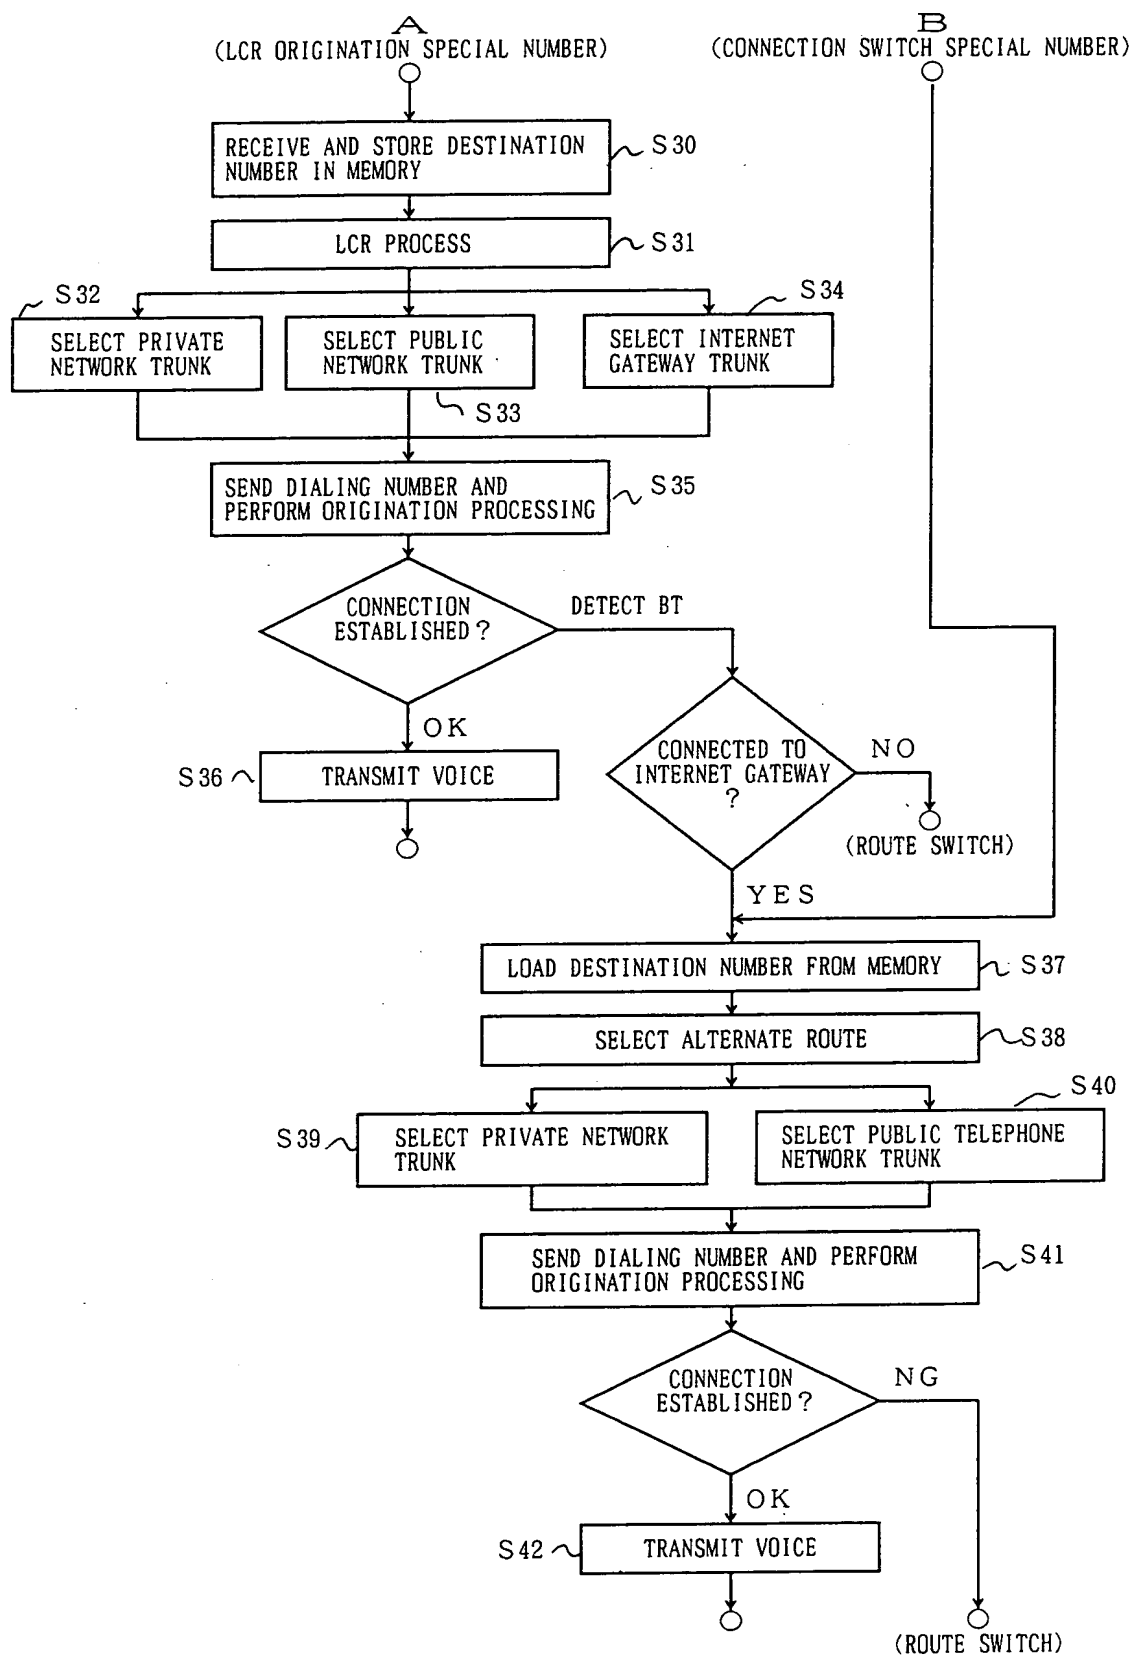 A
(LCR ORIGINATION SPECIAL NUMBER)
B
(CONNECTION SWITCH SPECIAL NUMBER)
RECEIVE AND STORE DESTINATION
NUMBER IN MEMORY
S30
LCR PROCESS
S31
S32
SELECT PRIVATE
NETWORK TRUNK
SELECT PUBLIC
NETWORK TRUNK
S33
S34
SELECT INTERNET
GATEWAY TRUNK
SEND DIALING NUMBER AND
PERFORM ORIGINATION PROCESSING
S35
CONNECTION
ESTABLISHED?
DETECT BT
OK
S36
TRANSMIT VOICE
CONNECTED TO
INTERNET GATEWAY
?
NO
(ROUTE SWITCH)
YES
LOAD DESTINATION NUMBER FROM MEMORY
S37
SELECT ALTERNATE ROUTE
S38
S39
SELECT PRIVATE NETWORK
TRUNK
S40
SELECT PUBLIC TELEPHONE
NETWORK TRUNK
SEND DIALING NUMBER AND PERFORM
ORIGINATION PROCESSING
S41
CONNECTION
ESTABLISHED?
NG
OK
S42
TRANSMIT VOICE
(ROUTE SWITCH)